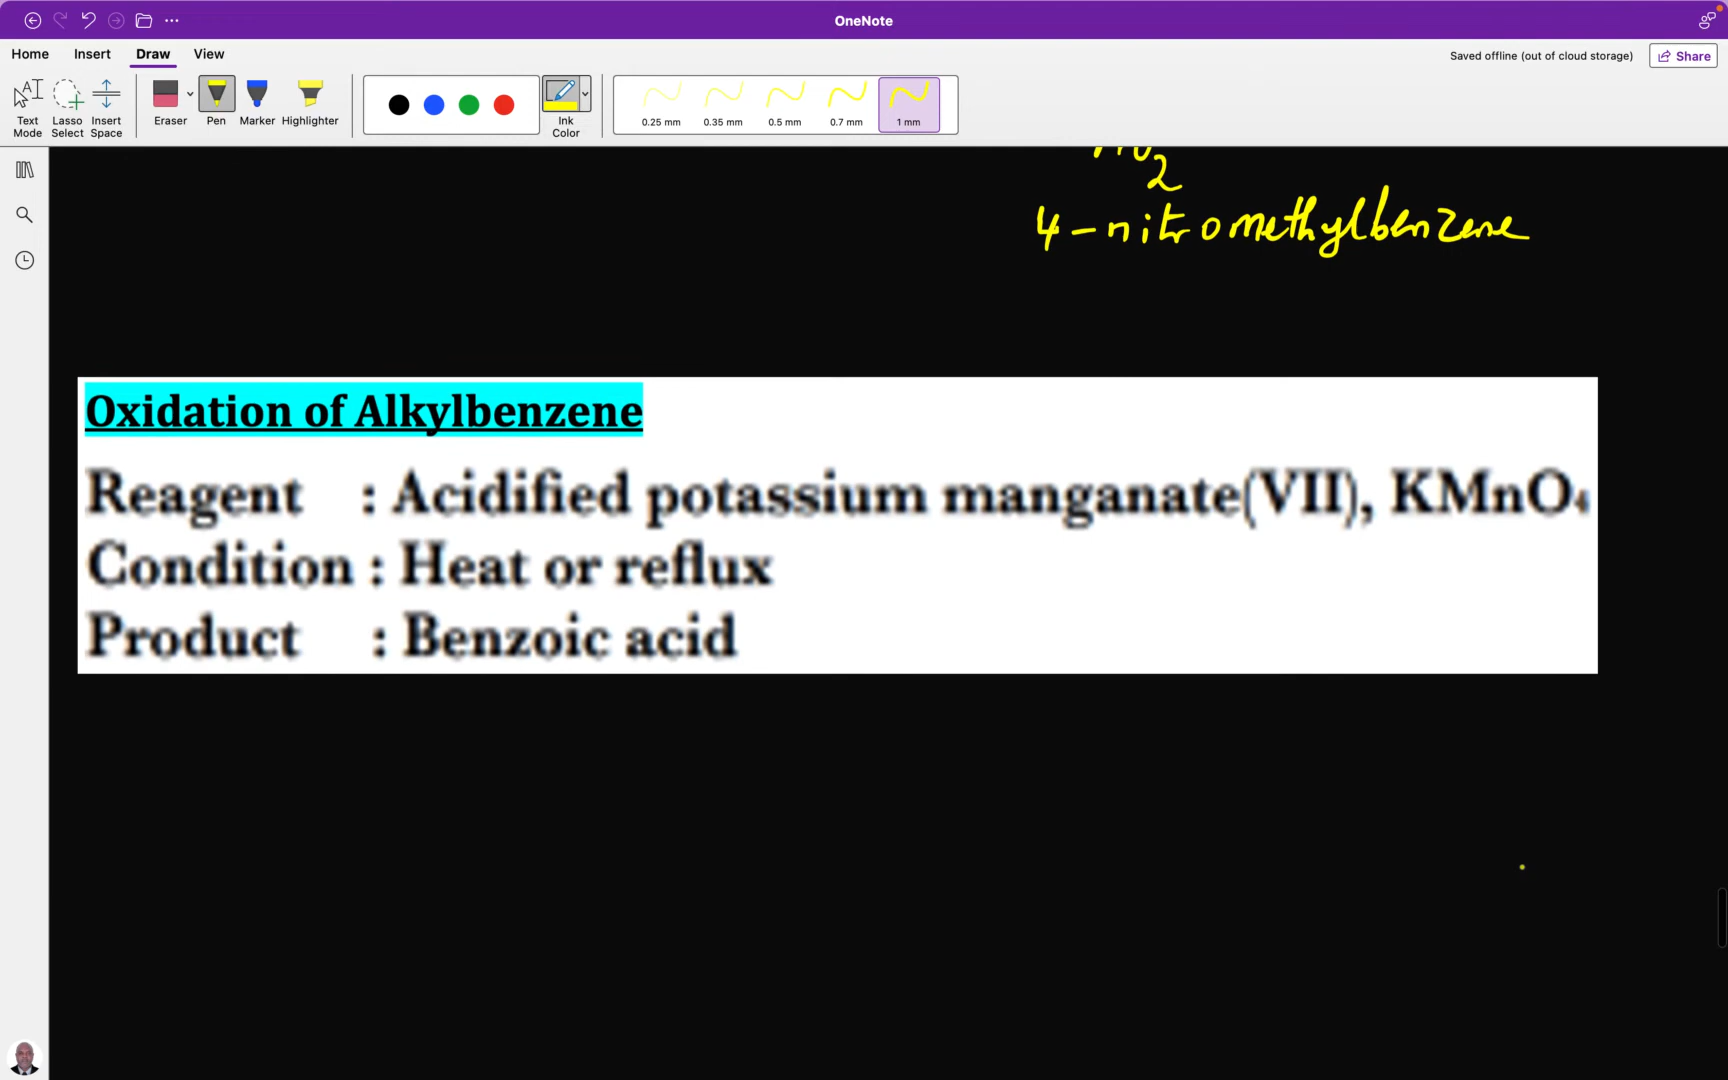 OneNote
Home Insert Draw View
Saved offline (out of cloud storage) Share
Text Mode
Lasso Select
Insert Space
Eraser
Pen
Marker
Highlighter
Ink Color
0.25 mm
0.35 mm
0.5 mm
0.7 mm
1 mm
2
4-nitromethylbenzene
Oxidation of Alkylbenzene
Reagent : Acidified potassium manganate(VII), KMnO₄
Condition : Heat or reflux
Product : Benzoic acid